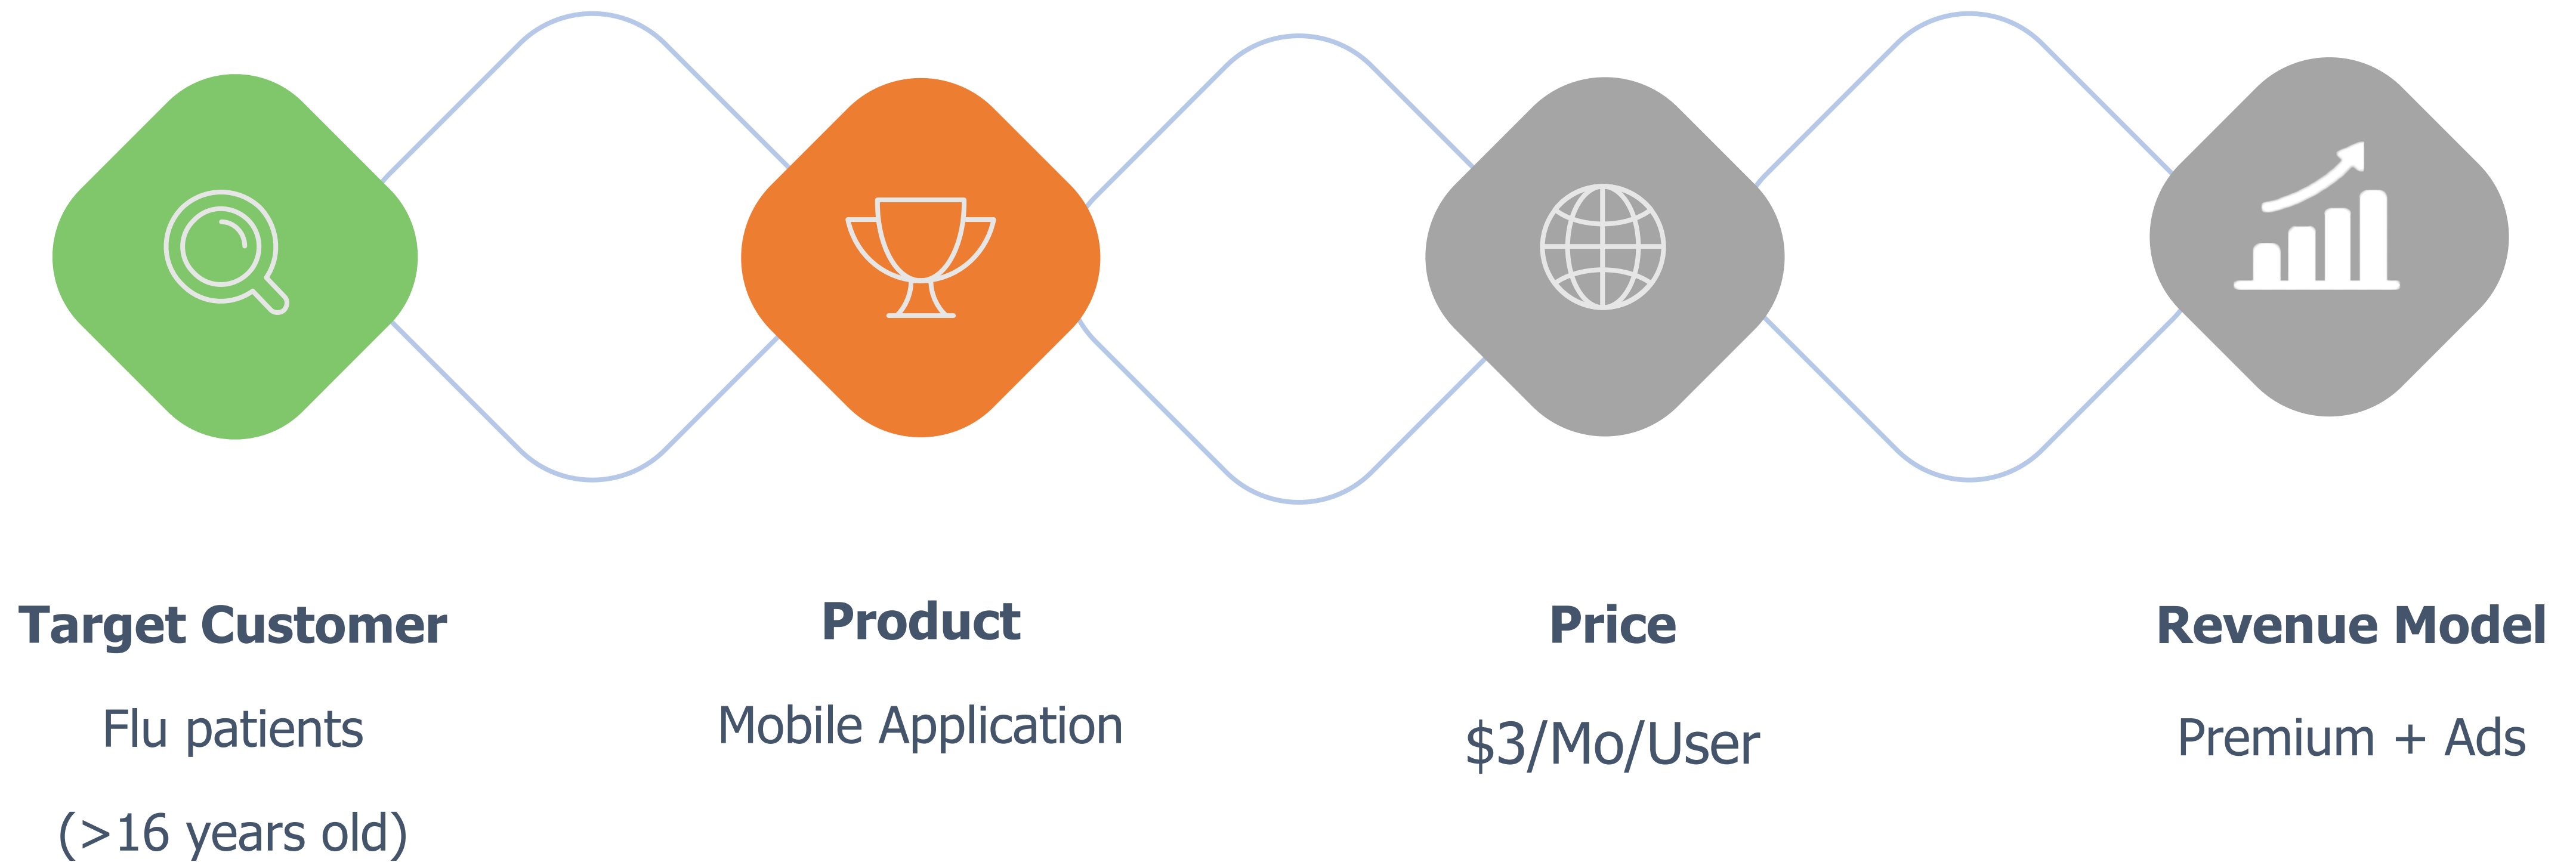 Target Customer
Flu patients
(>16 years old)
Product
Mobile Application
Price
$3/Mo/User
Revenue Model
Premium + Ads